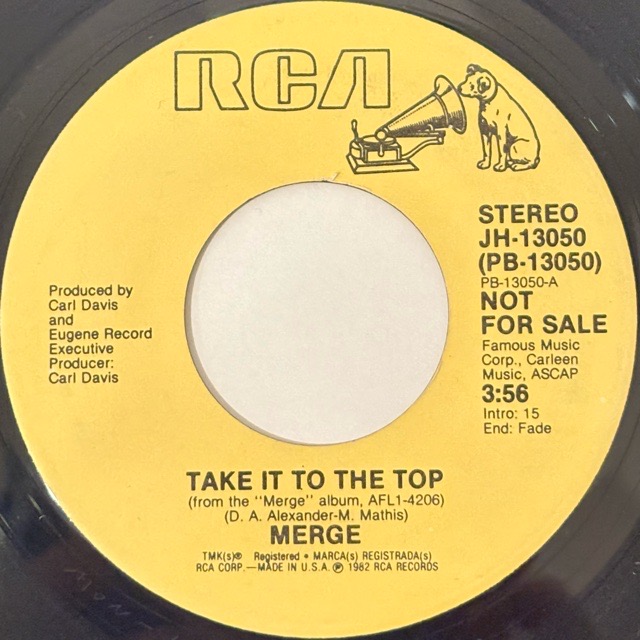 RCA
STEREO
JH-13050
(PB-13050)
PB-13050-A
NOT
FOR SALE
Famous Music
Corp., Carleen
Music, ASCAP
3:56
Intro: 15
End: Fade
Produced by
Carl Davis
and
Eugene Record
Executive
Producer:
Carl Davis
TAKE IT TO THE TOP
(from the "Merge" album, AFL1-4206)
(D. A. Alexander-M. Mathis)
MERGE
TMK(s)® Registered • MARCA(s) REGISTRADA(s)
RCA CORP.—MADE IN U.S.A. ℗ 1982 RCA RECORDS